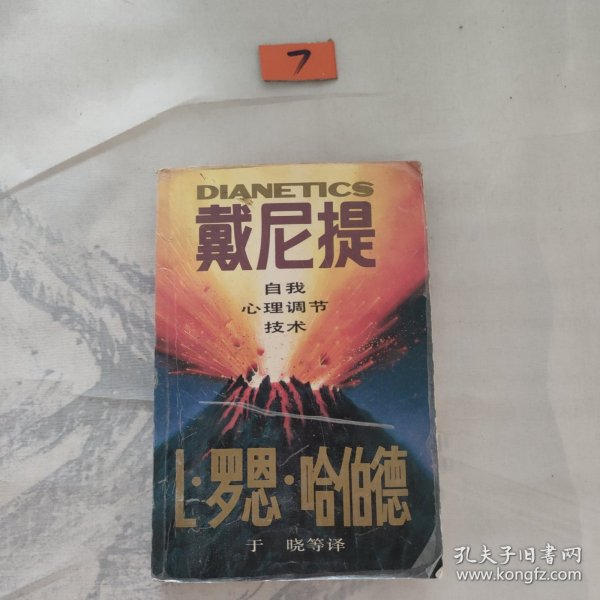 7
DIANETICS
戴尼提
自我
心理调节
技术
L·罗恩·哈伯德
于 晓等译
孔夫子旧书网
www.kongfz.com